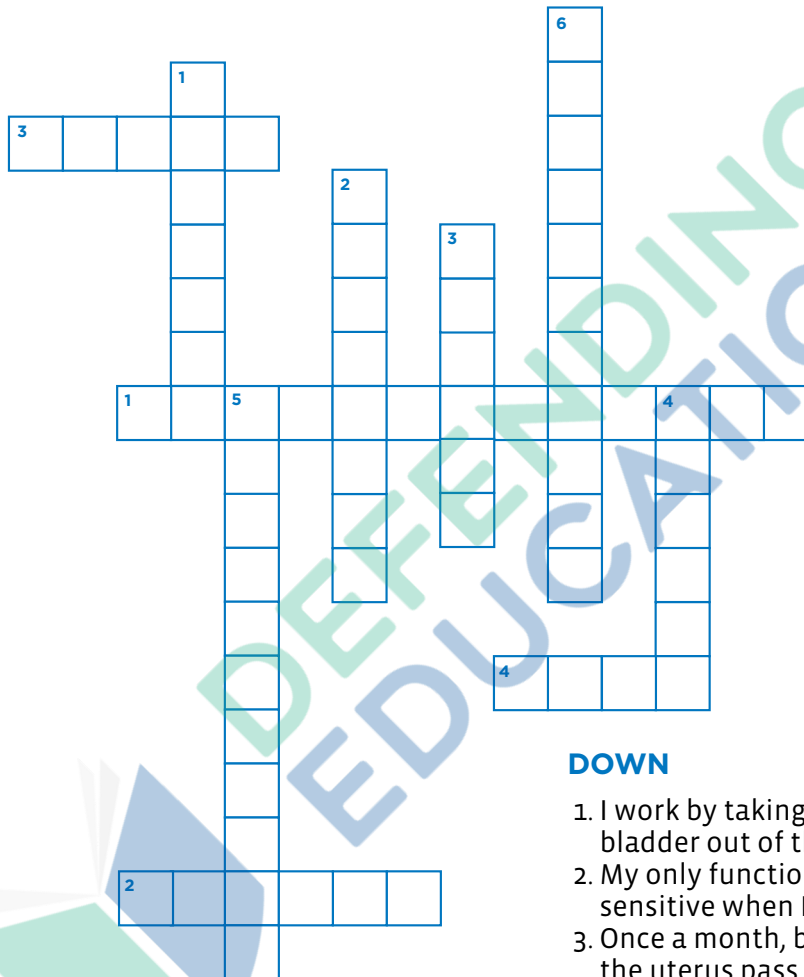 6
1
3
2
3
1 5 4
4
2
DOWN
1. I work by taking
bladder out of
2. My only functio
sensitive when
3. Once a month, b
the uterus pass
DEFENDING
EDUCATIO